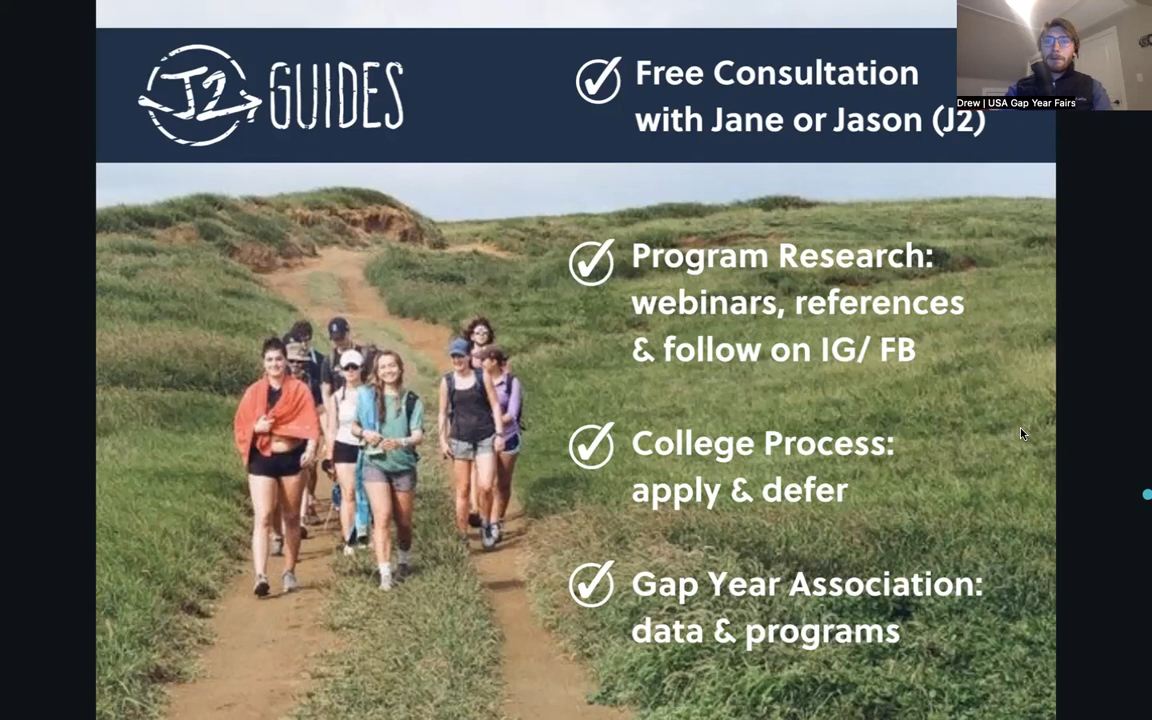 J2 GUIDES
Free Consultation
with Jane or Jason (J2)
Drew | USA Gap Year Fairs
Program Research:
webinars, references
& follow on IG/ FB
College Process:
apply & defer
Gap Year Association:
data & programs